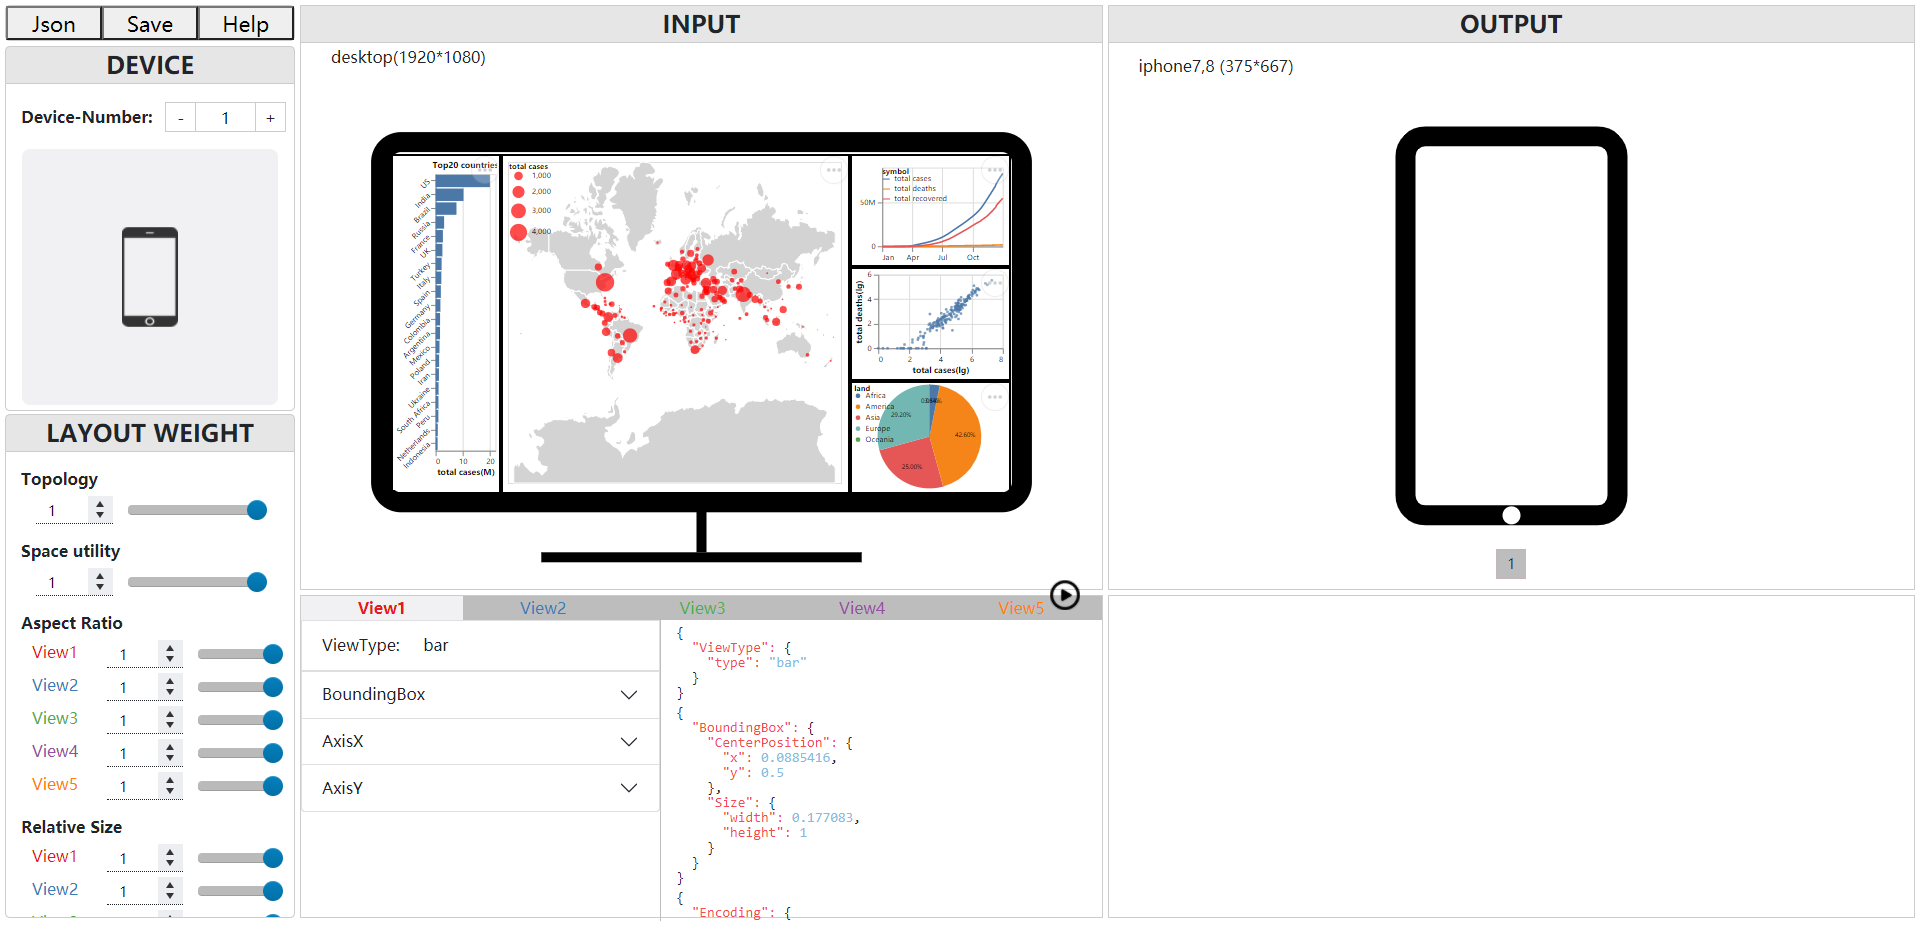 Json Save Help
DEVICE
Device-Number: - 1 +
LAYOUT WEIGHT
Topology
1
Space utility
1
Aspect Ratio
View1 1
View2 1
View3 1
View4 1
View5 1
Relative Size
View1 1
View2 1
INPUT
desktop(1920*1080)
Top20 countries
US
India
Brazil
Russia
France
UK
Turkey
Italy
Spain
Germany
Colombia
Argentina
Mexico
Poland
Iran
Ukraine
South Africa
Peru
Netherlands
Indonesia
0 10 20
total cases(M)
total cases
1,000
2,000
3,000
4,000
symbol
total cases
total deaths
total recovered
50M
0
Jan Apr Jul Oct
total deaths(lg)
6
4
2
0
0 2 4 6 8
total cases(lg)
land
Africa
America
Asia
Europe
Oceania
29.20%
42.60%
25.00%
View1 View2 View3 View4 View5
ViewType: bar
BoundingBox
AxisX
AxisY
{
"ViewType": {
"type": "bar"
}
}
{
"BoundingBox": {
"CenterPosition": {
"x": 0.0885416,
"y": 0.5
},
"Size": {
"width": 0.177083,
"height": 1
}
}
}
{
"Encoding": {
OUTPUT
iphone7,8 (375*667)
1